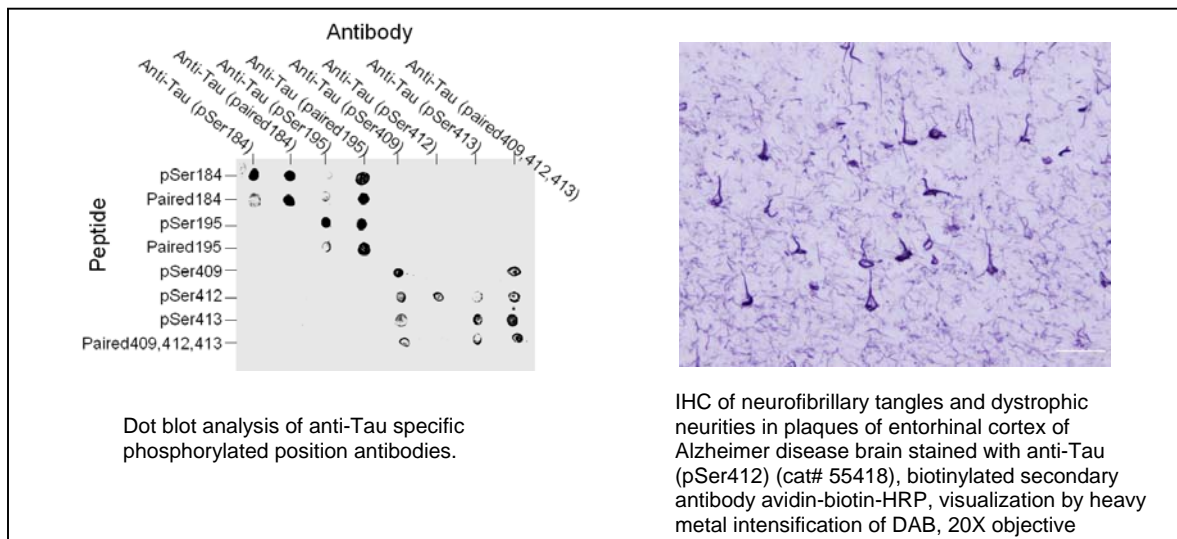 Antibody
Anti-Tau (pSer184)
Anti-Tau (paired184)
Anti-Tau (pSer195)
Anti-Tau (paired195)
Anti-Tau (pSer409)
Anti-Tau (pSer412)
Anti-Tau (pSer413)
Anti-Tau (paired409,412,413)
Peptide
pSer184
Paired184
pSer195
Paired195
pSer409
pSer412
pSer413
Paired409,412,413
Dot blot analysis of anti-Tau specific
phosphorylated position antibodies.
IHC of neurofibrillary tangles and dystrophic
neurities in plaques of entorhinal cortex of
Alzheimer disease brain stained with anti-Tau
(pSer412) (cat# 55418), biotinylated secondary
antibody avidin-biotin-HRP, visualization by heavy
metal intensification of DAB, 20X objective